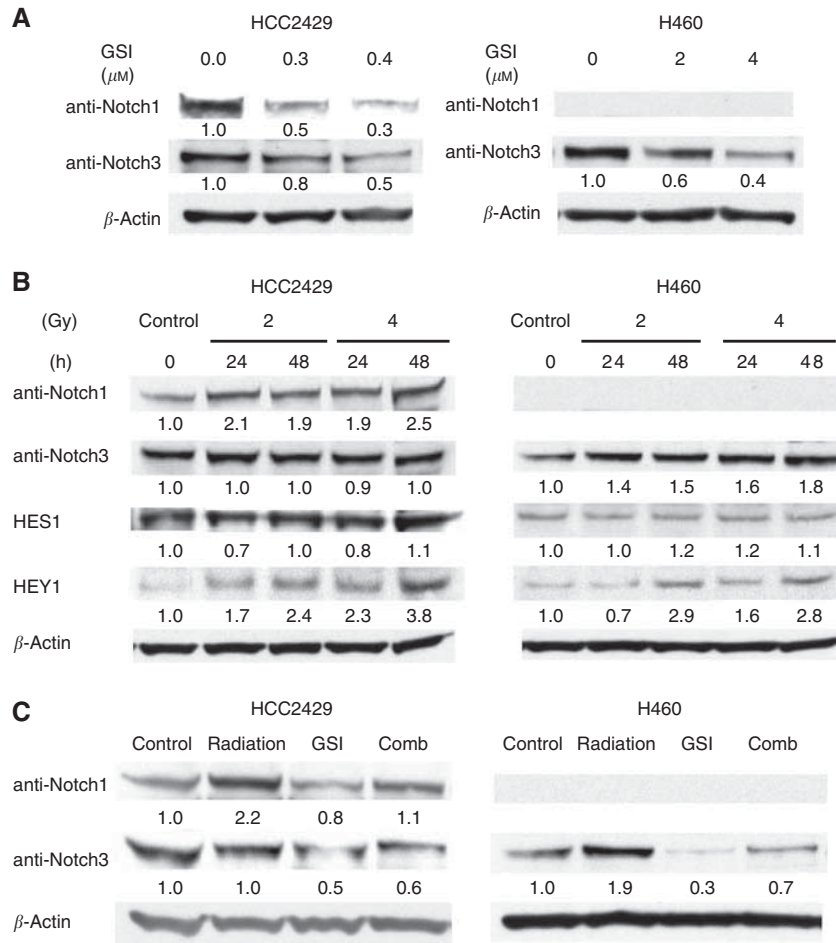 A
HCC2429
GSI (μM) 0.0 0.3 0.4
anti-Notch1
1.0 0.5 0.3
anti-Notch3
1.0 0.8 0.5
β-Actin
H460
GSI (μM) 0 2 4
anti-Notch1
anti-Notch3
1.0 0.6 0.4
β-Actin
B
HCC2429
(Gy) Control 2 4
(h) 0 24 48 24 48
anti-Notch1
1.0 2.1 1.9 1.9 2.5
anti-Notch3
1.0 1.0 1.0 0.9 1.0
HES1
1.0 0.7 1.0 0.8 1.1
HEY1
1.0 1.7 2.4 2.3 3.8
β-Actin
H460
Control 2 4
0 24 48 24 48
1.0 1.4 1.5 1.6 1.8
1.0 1.0 1.2 1.2 1.1
1.0 0.7 2.9 1.6 2.8
C
HCC2429
Control Radiation GSI Comb
anti-Notch1
1.0 2.2 0.8 1.1
anti-Notch3
1.0 1.0 0.5 0.6
β-Actin
H460
Control Radiation GSI Comb
1.0 1.9 0.3 0.7